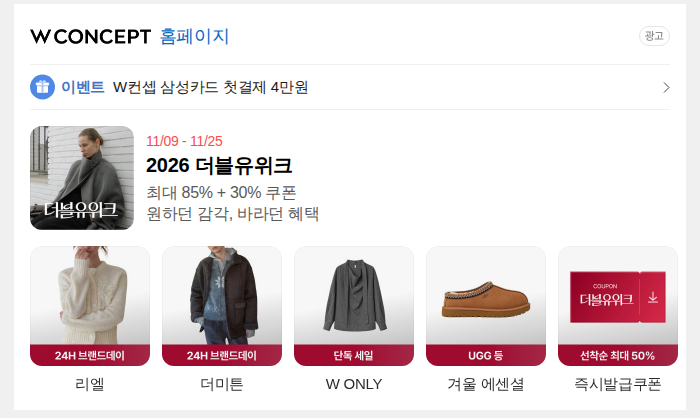 W CONCEPT 홈페이지
광고
이벤트 W컨셉 삼성카드 첫결제 4만원
더블유위크
11/09 - 11/25
2026 더블유위크
최대 85% + 30% 쿠폰
원하던 감각, 바라던 혜택
24H 브랜드데이
24H 브랜드데이
단독 세일
UGG 등
COUPON
더블유위크
선착순 최대 50%
리엘
더미튼
W ONLY
겨울 에센셜
즉시발급쿠폰